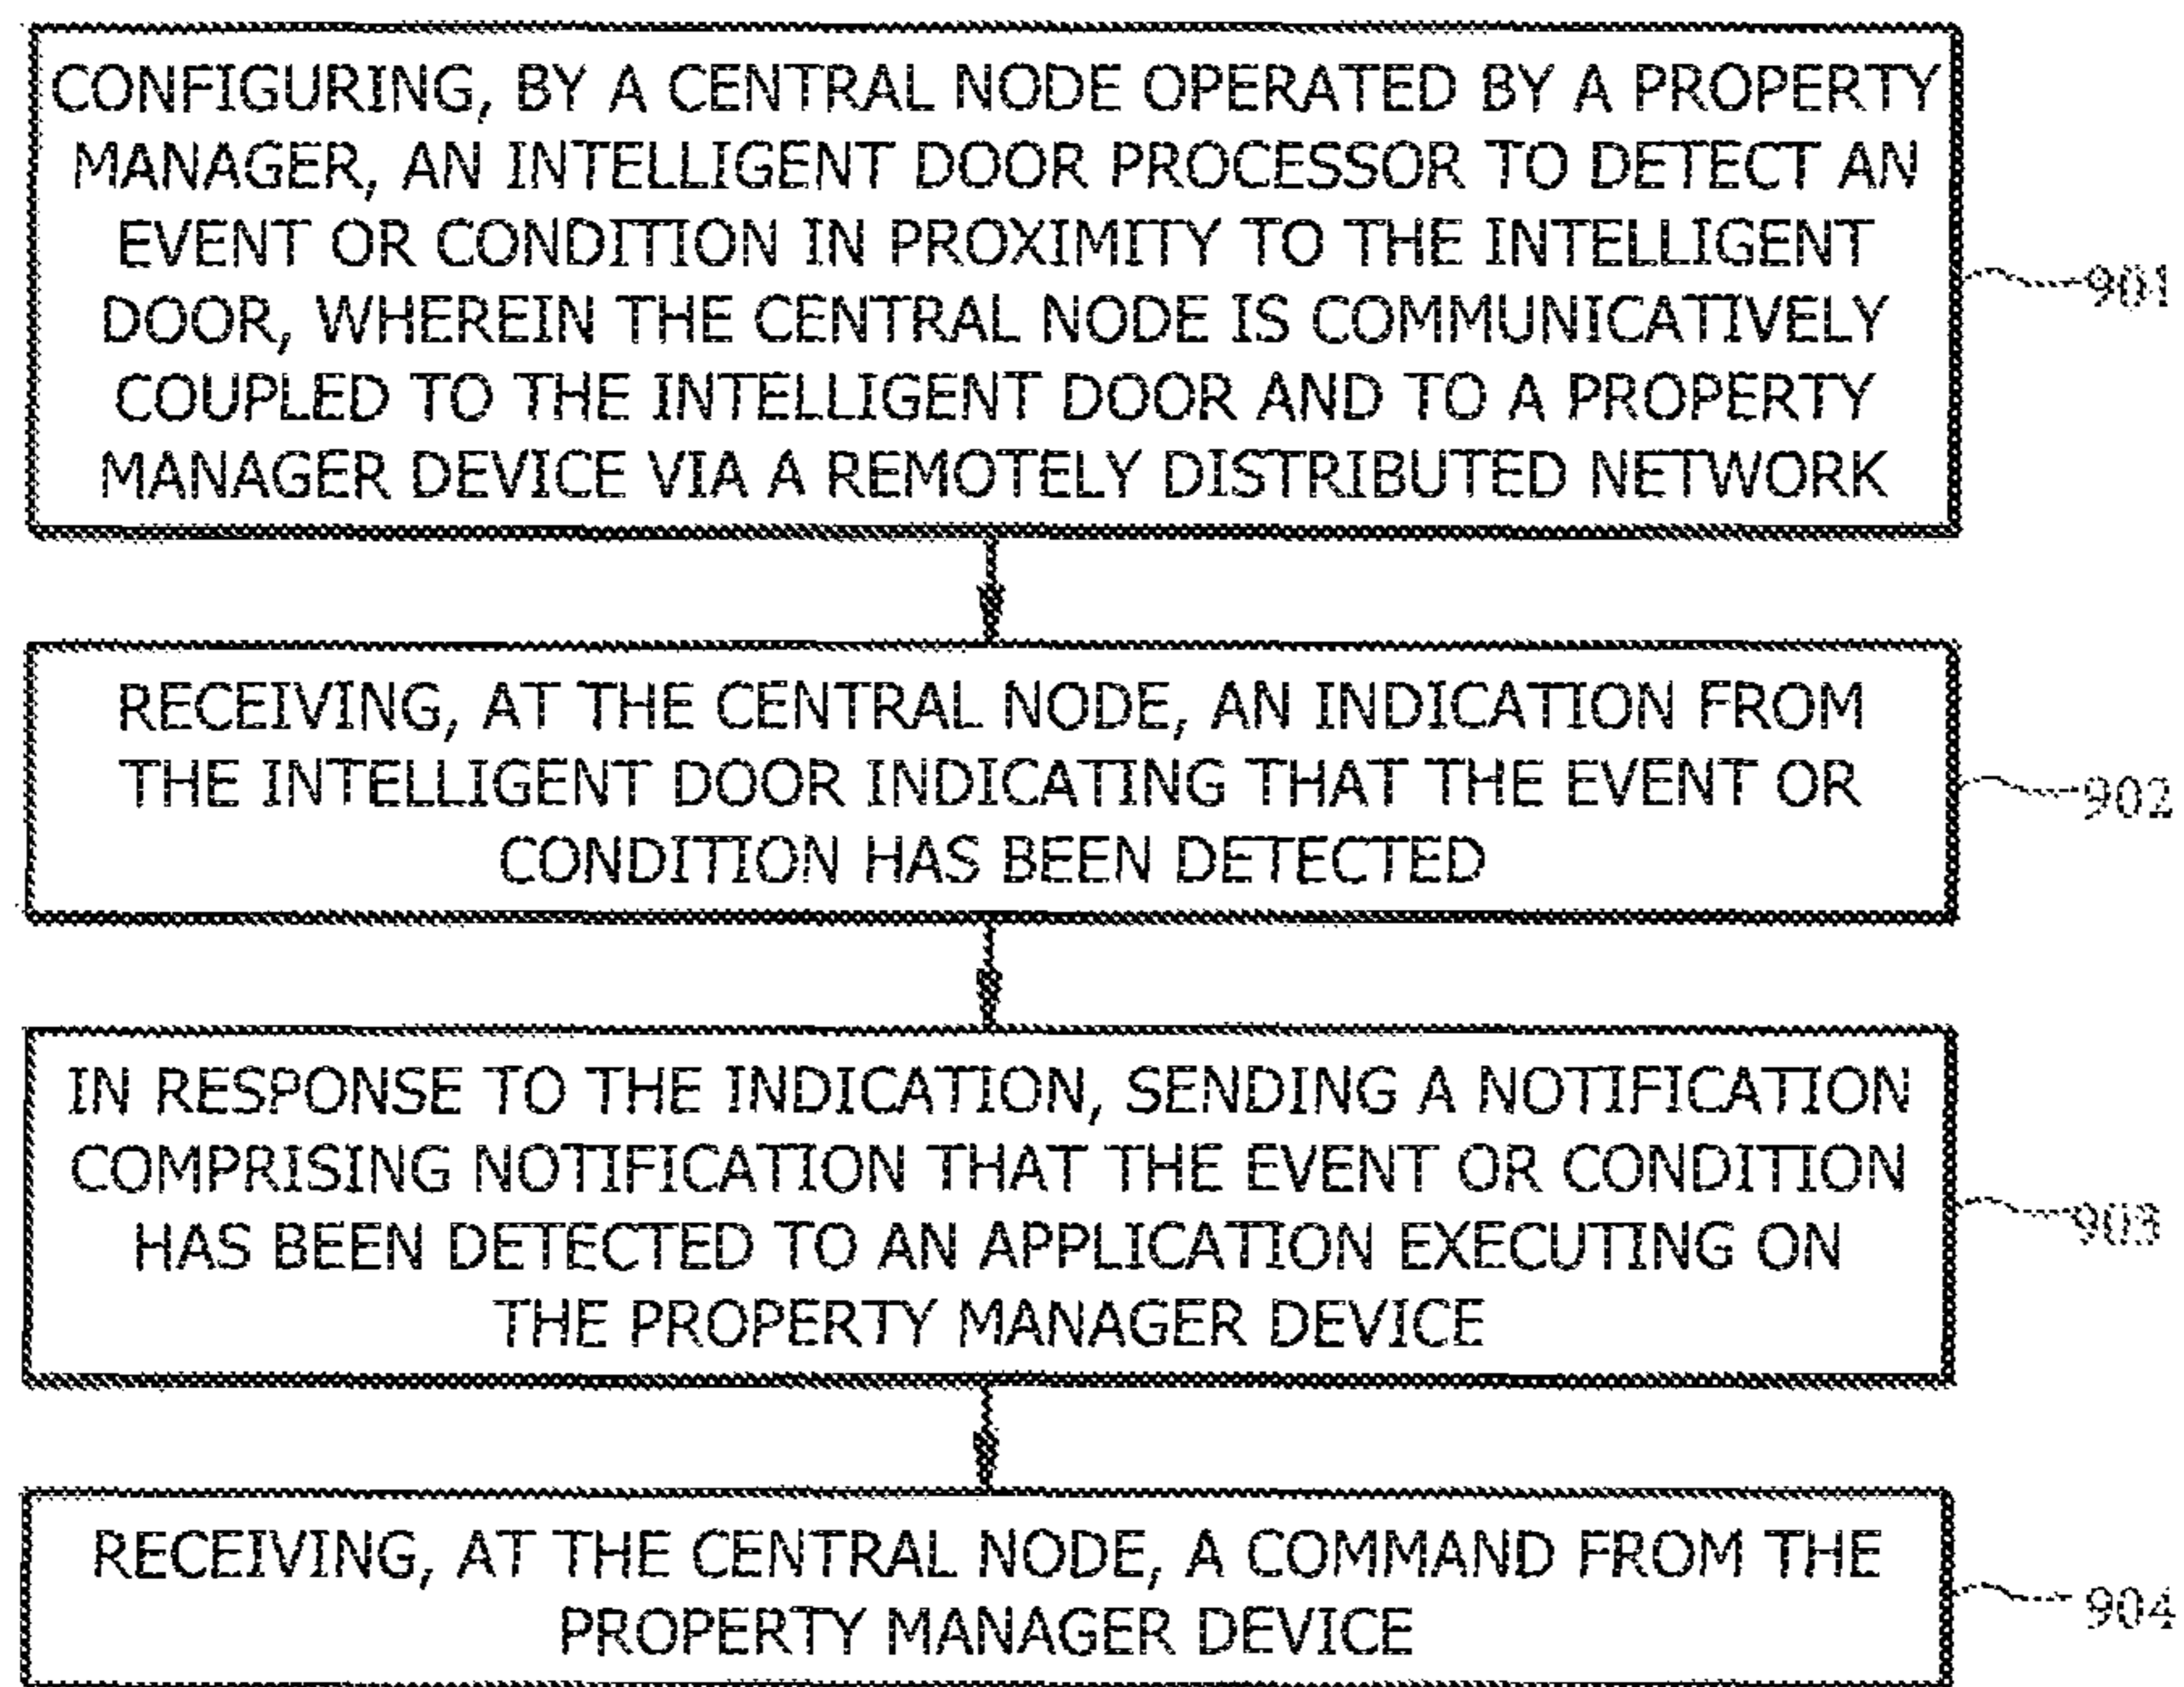 CONFIGURING, BY A CENTRAL NODE OPERATED BY A PROPERTY
MANAGER, AN INTELLIGENT DOOR PROCESSOR TO DETECT AN
EVENT OR CONDITION IN PROXIMITY TO THE INTELLIGENT
DOOR, WHEREIN THE CENTRAL NODE IS COMMUNICATIVELY
COUPLED TO THE INTELLIGENT DOOR AND TO A PROPERTY
MANAGER DEVICE VIA A REMOTELY DISTRIBUTED NETWORK
901
RECEIVING, AT THE CENTRAL NODE, AN INDICATION FROM
THE INTELLIGENT DOOR INDICATING THAT THE EVENT OR
CONDITION HAS BEEN DETECTED
902
IN RESPONSE TO THE INDICATION, SENDING A NOTIFICATION
COMPRISING NOTIFICATION THAT THE EVENT OR CONDITION
HAS BEEN DETECTED TO AN APPLICATION EXECUTING ON
THE PROPERTY MANAGER DEVICE
903
RECEIVING, AT THE CENTRAL NODE, A COMMAND FROM THE
PROPERTY MANAGER DEVICE
904